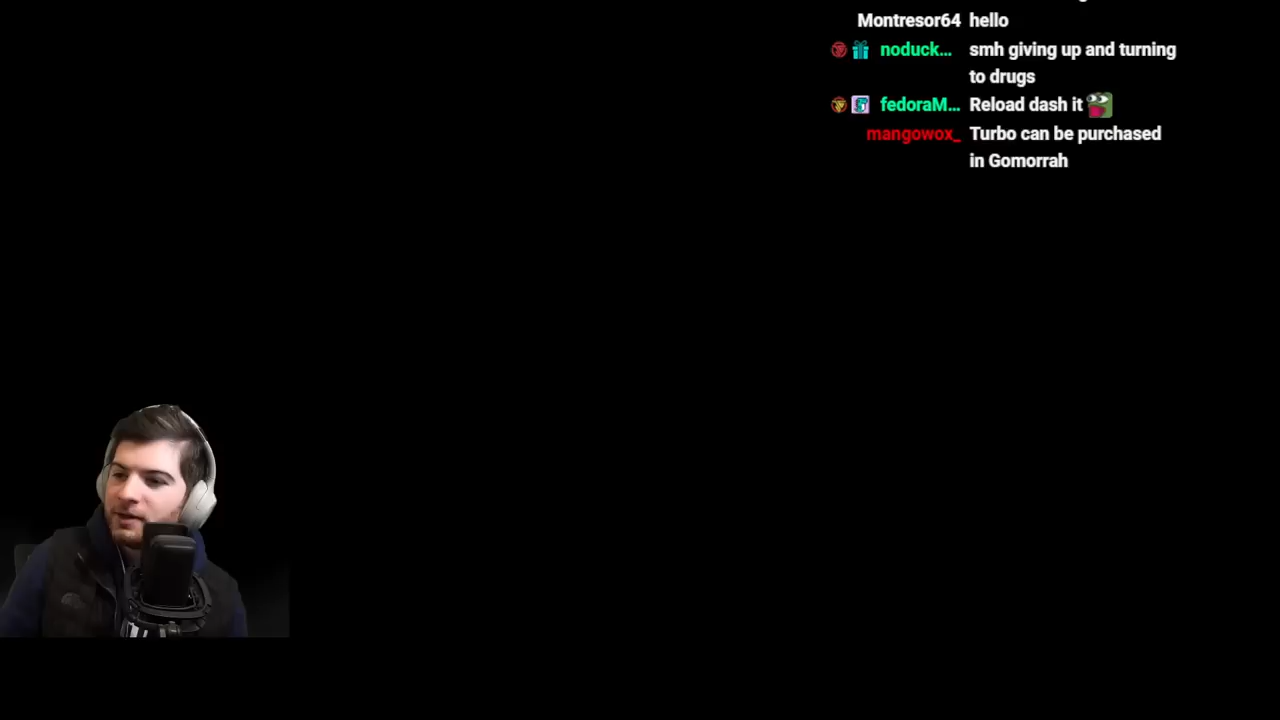 Montresor64 hello
noduck... smh giving up and turning
to drugs
fedoraM... Reload dash it
mangowox_ Turbo can be purchased
in Gomorrah